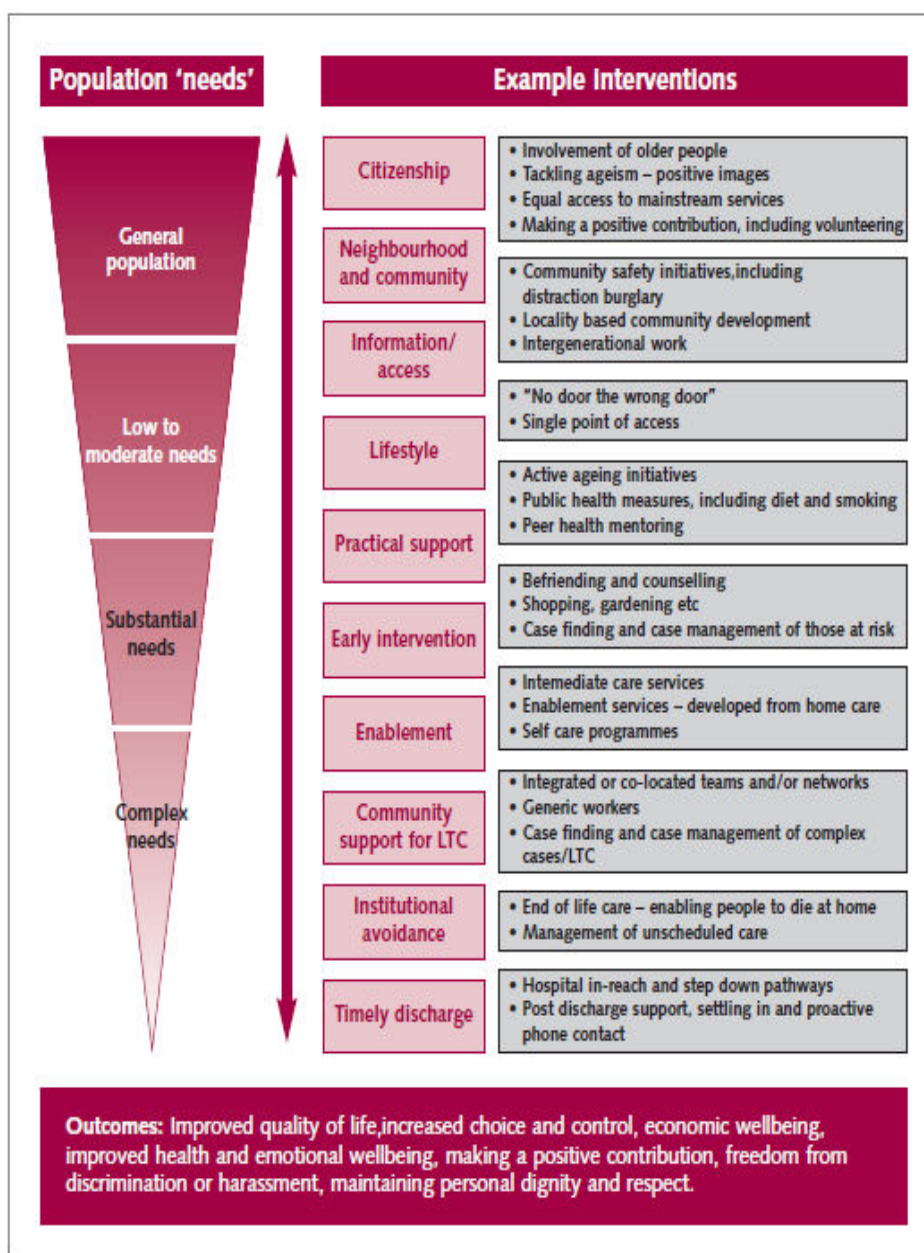 Population ‘needs’
Example Interventions
General
population
Low to
moderate needs
Substantial
needs
Complex
needs
Citizenship
Neighbourhood
and community
Information/
access
Lifestyle
Practical support
Early intervention
Enablement
Community
support for LTC
Institutional
avoidance
Timely discharge
• Involvement of older people
• Tackling ageism – positive images
• Equal access to mainstream services
• Making a positive contribution, including volunteering
• Community safety initiatives,including
distraction burglary
• Locality based community development
• Intergenerational work
• “No door the wrong door”
• Single point of access
• Active ageing initiatives
• Public health measures, including diet and smoking
• Peer health mentoring
• Befriending and counselling
• Shopping, gardening etc
• Case finding and case management of those at risk
• Intemediate care services
• Enablement services – developed from home care
• Self care programmes
• Integrated or co-located teams and/or networks
• Generic workers
• Case finding and case management of complex
cases/LTC
• End of life care – enabling people to die at home
• Management of unscheduled care
• Hospital in-reach and step down pathways
• Post discharge support, settling in and proactive
phone contact
Outcomes: Improved quality of life,increased choice and control, economic wellbeing,
improved health and emotional wellbeing, making a positive contribution, freedom from
discrimination or harassment, maintaining personal dignity and respect.